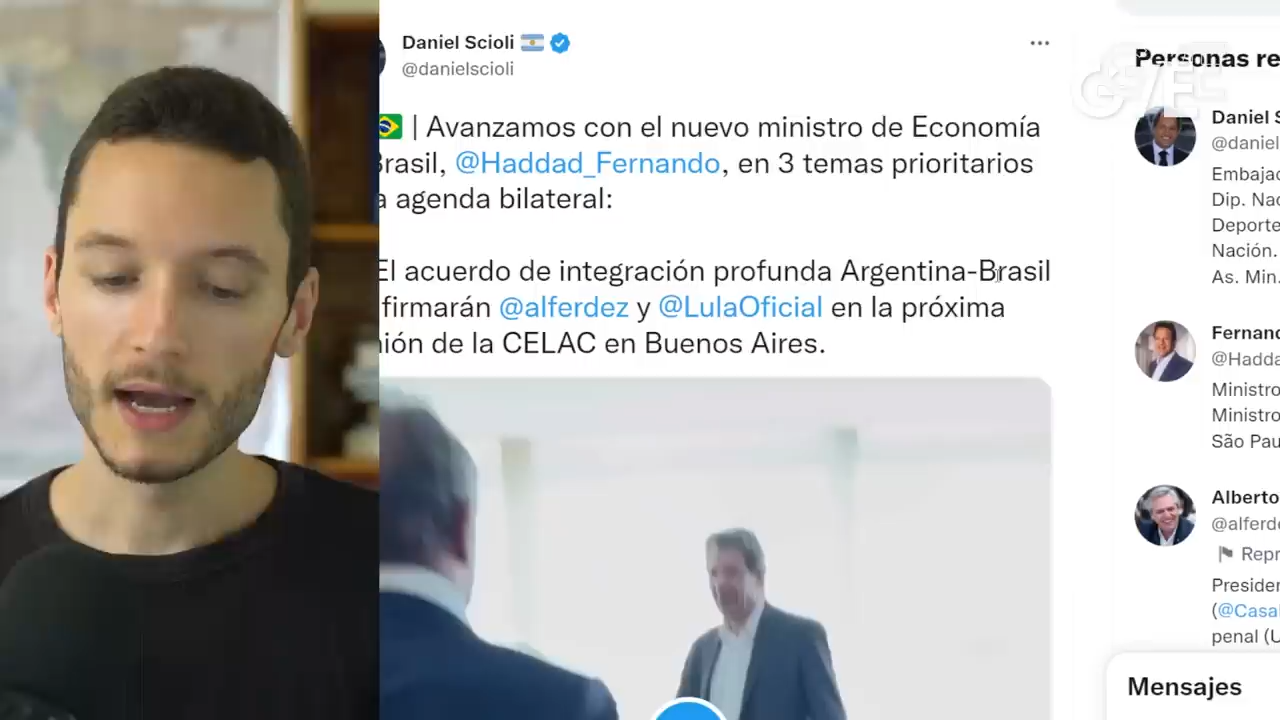 Daniel Scioli
@danielscioli
| Avanzamos con el nuevo ministro de Economía
Brasil, @Haddad_Fernando, en 3 temas prioritarios
a agenda bilateral:
El acuerdo de integración profunda Argentina-Brasil
firmarán @alferdez y @LulaOficial en la próxima
nión de la CELAC en Buenos Aires.
Personas re
Daniel S
@daniel
Embajad
Dip. Nac
Deporte
Nación.
As. Min.
Fernand
@Hadda
Ministro
Ministro
São Pau
Alberto
@alferde
Repr
Presiden
(@Casa
penal (U
Mensajes